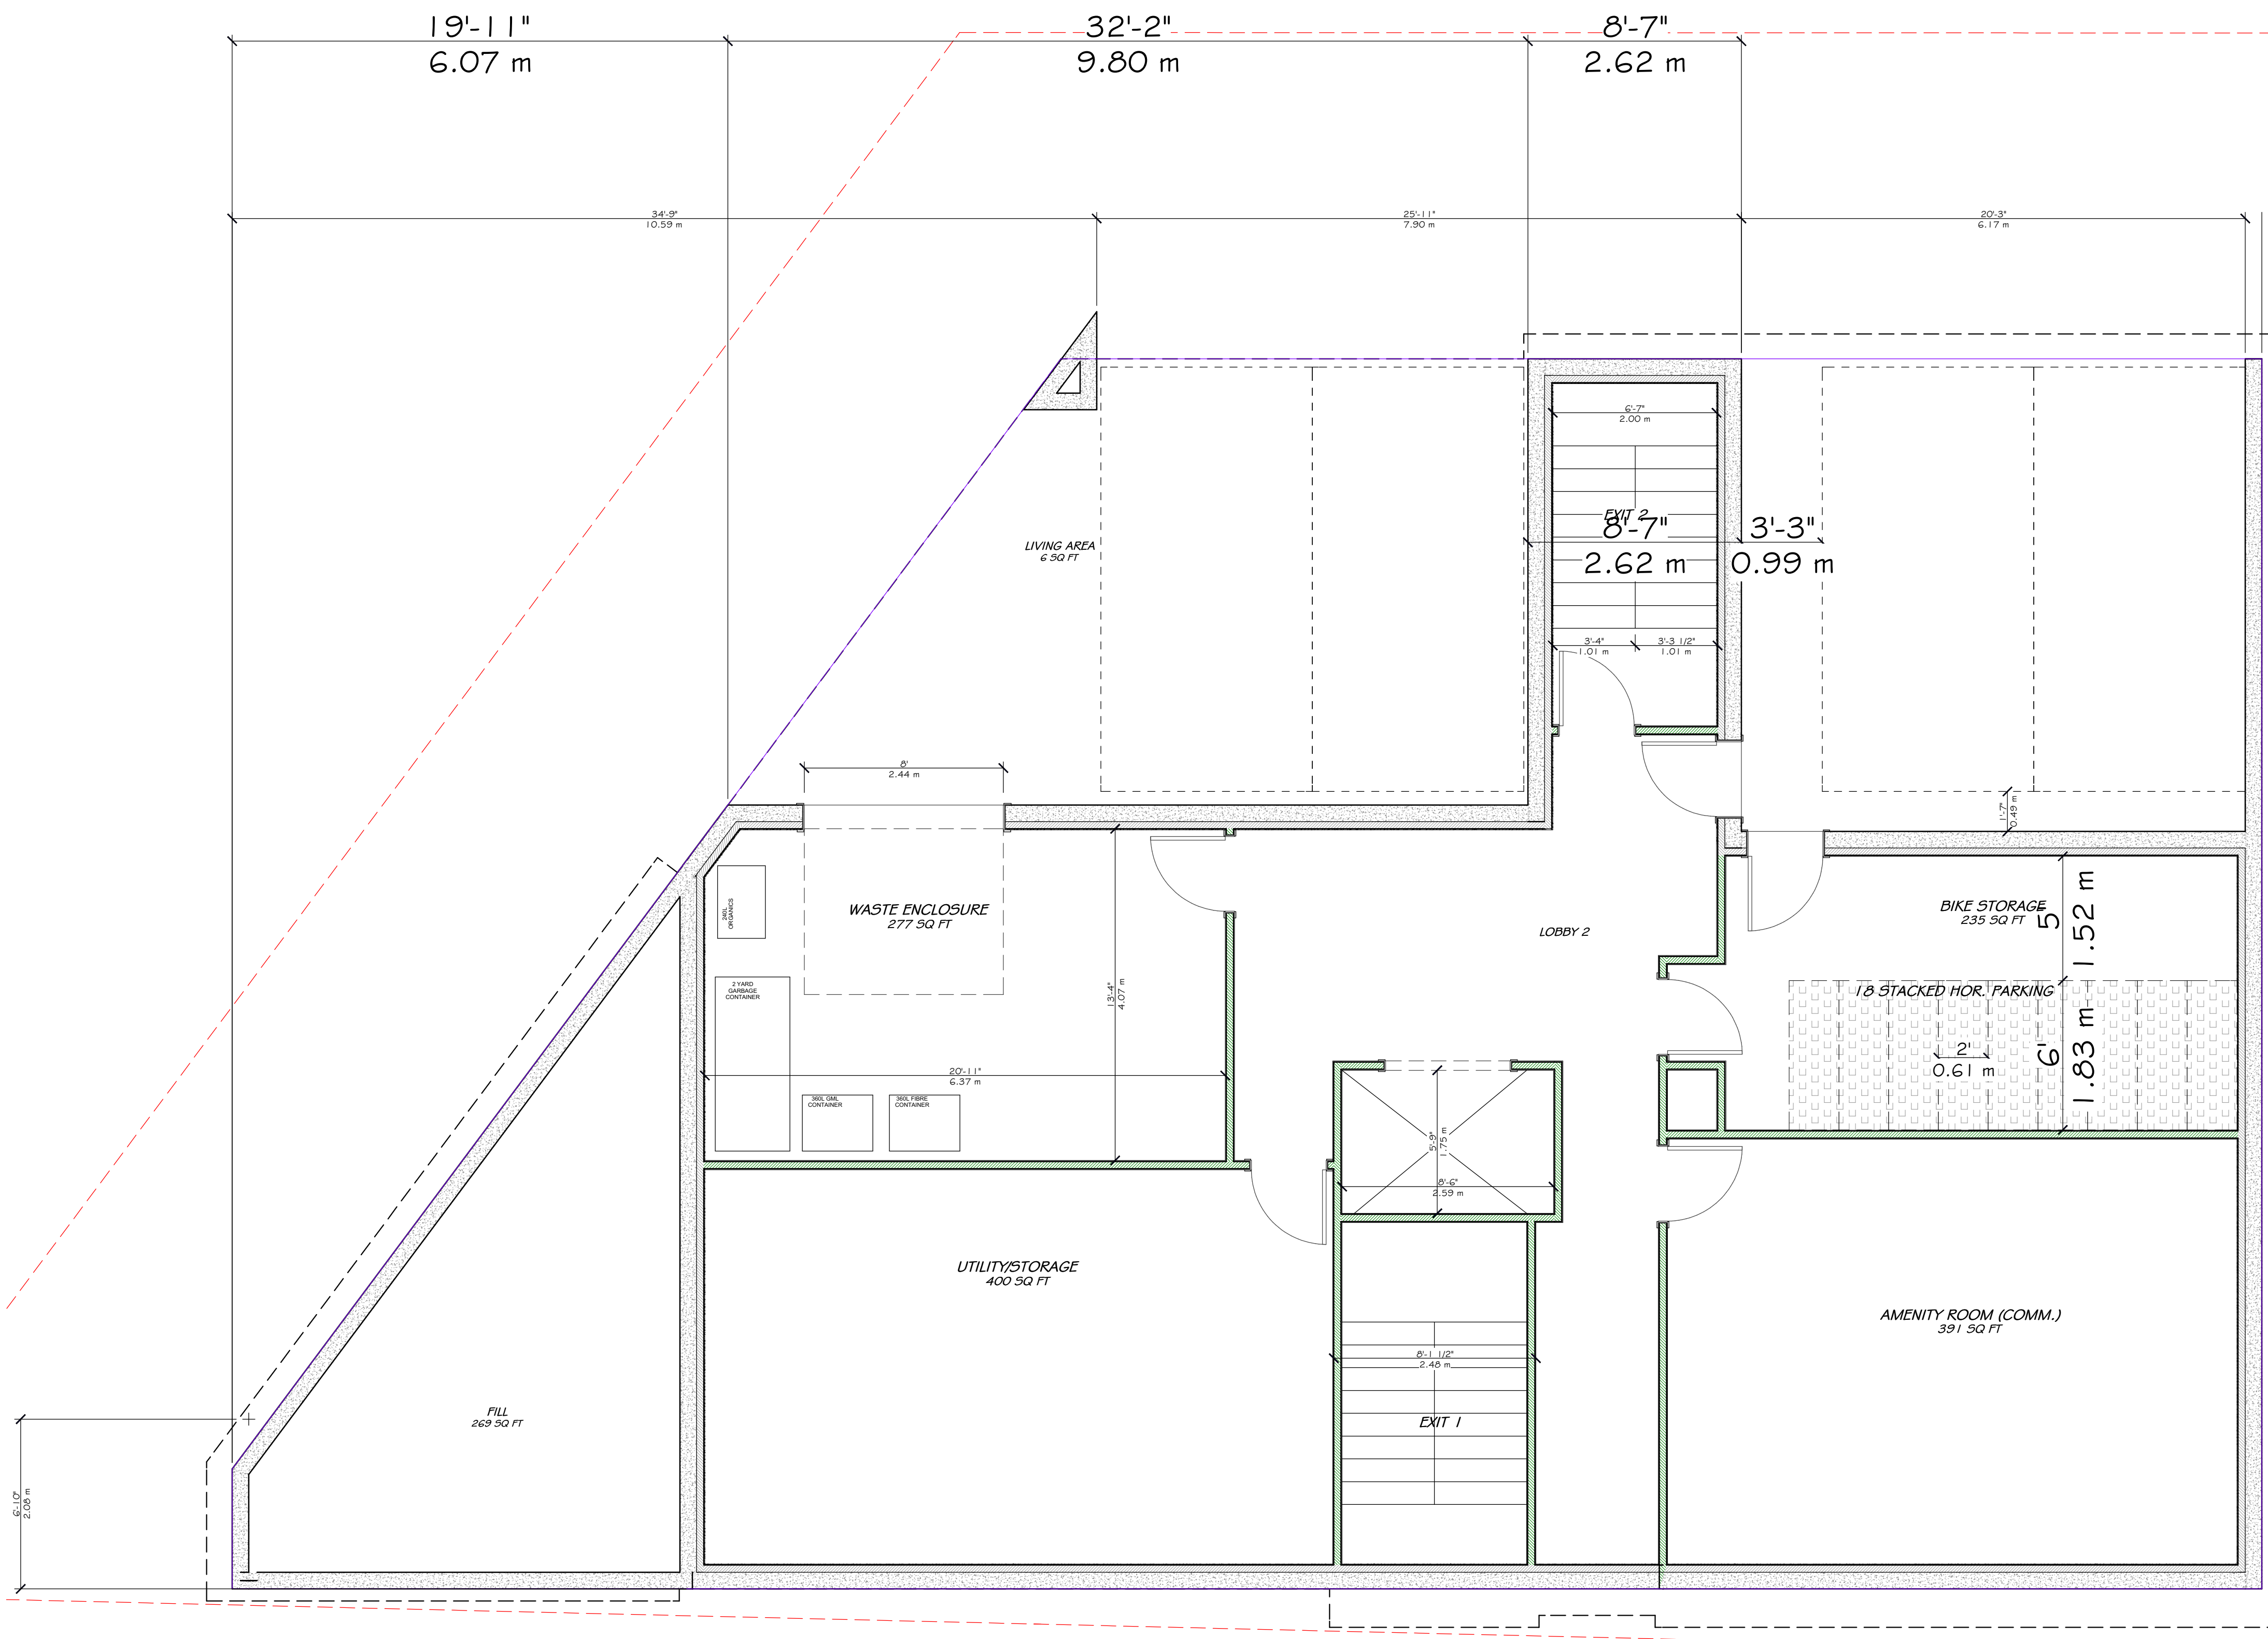 19'-11"
6.07 m
32'-2"
9.80 m
8'-7"
2.62 m
34'-9"
10.59 m
25'-11"
7.90 m
20'-3"
6.17 m
6'-7"
2.00 m
EXIT 2
8'-7"
2.62 m
3'-3"
0.99 m
LIVING AREA
6 SQ FT
3'-4"
1.01 m
3'-3 1/2"
1.01 m
8'
2.44 m
1'-7"
0.49 m
240L
ORGANICS
WASTE ENCLOSURE
277 SQ FT
LOBBY 2
BIKE STORAGE
235 SQ FT
5'
1.52 m
2 YARD
GARBAGE
CONTAINER
13'-4"
4.07 m
18 STACKED HOR. PARKING
2'
0.61 m
6'
1.83 m
20'-11"
6.37 m
360L GML
CONTAINER
360L FIBRE
CONTAINER
5'-9"
1.75 m
8'-6"
2.59 m
UTILITY/STORAGE
400 SQ FT
AMENITY ROOM (COMM.)
391 SQ FT
8'-1 1/2"
2.48 m
EXIT 1
FILL
269 SQ FT
6'-10"
2.08 m